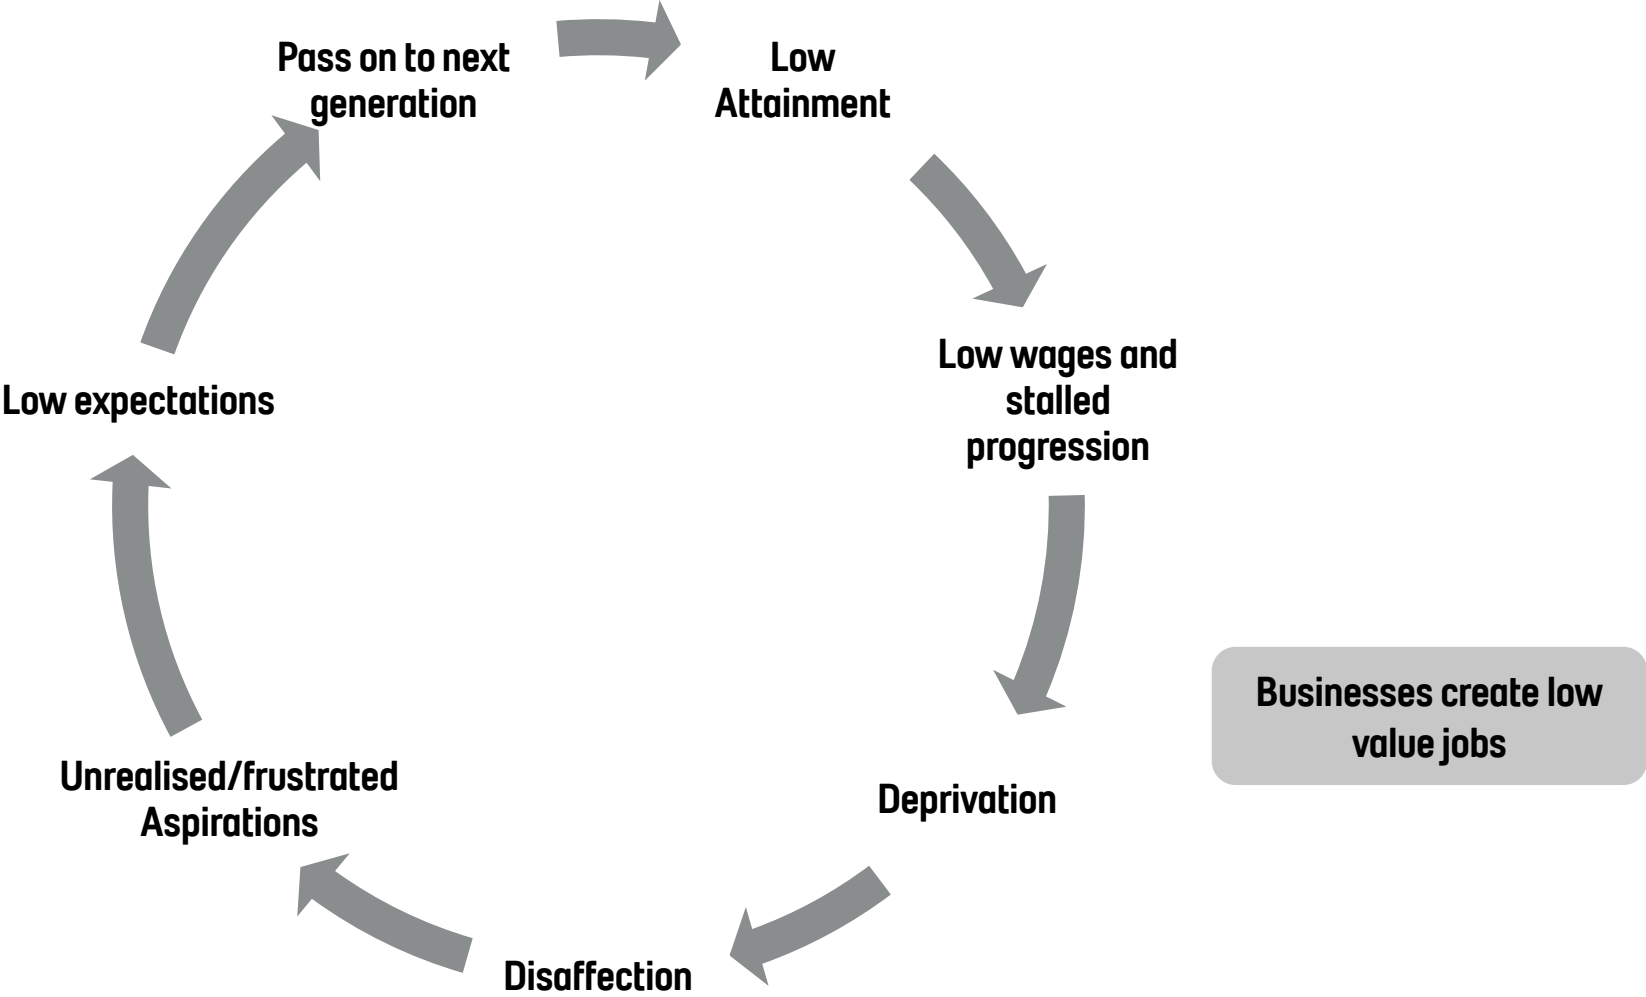 Pass on to next
generation
Low
Attainment
Low wages and
stalled
progression
Businesses create low
value jobs
Deprivation
Disaffection
Unrealised/frustrated
Aspirations
Low expectations